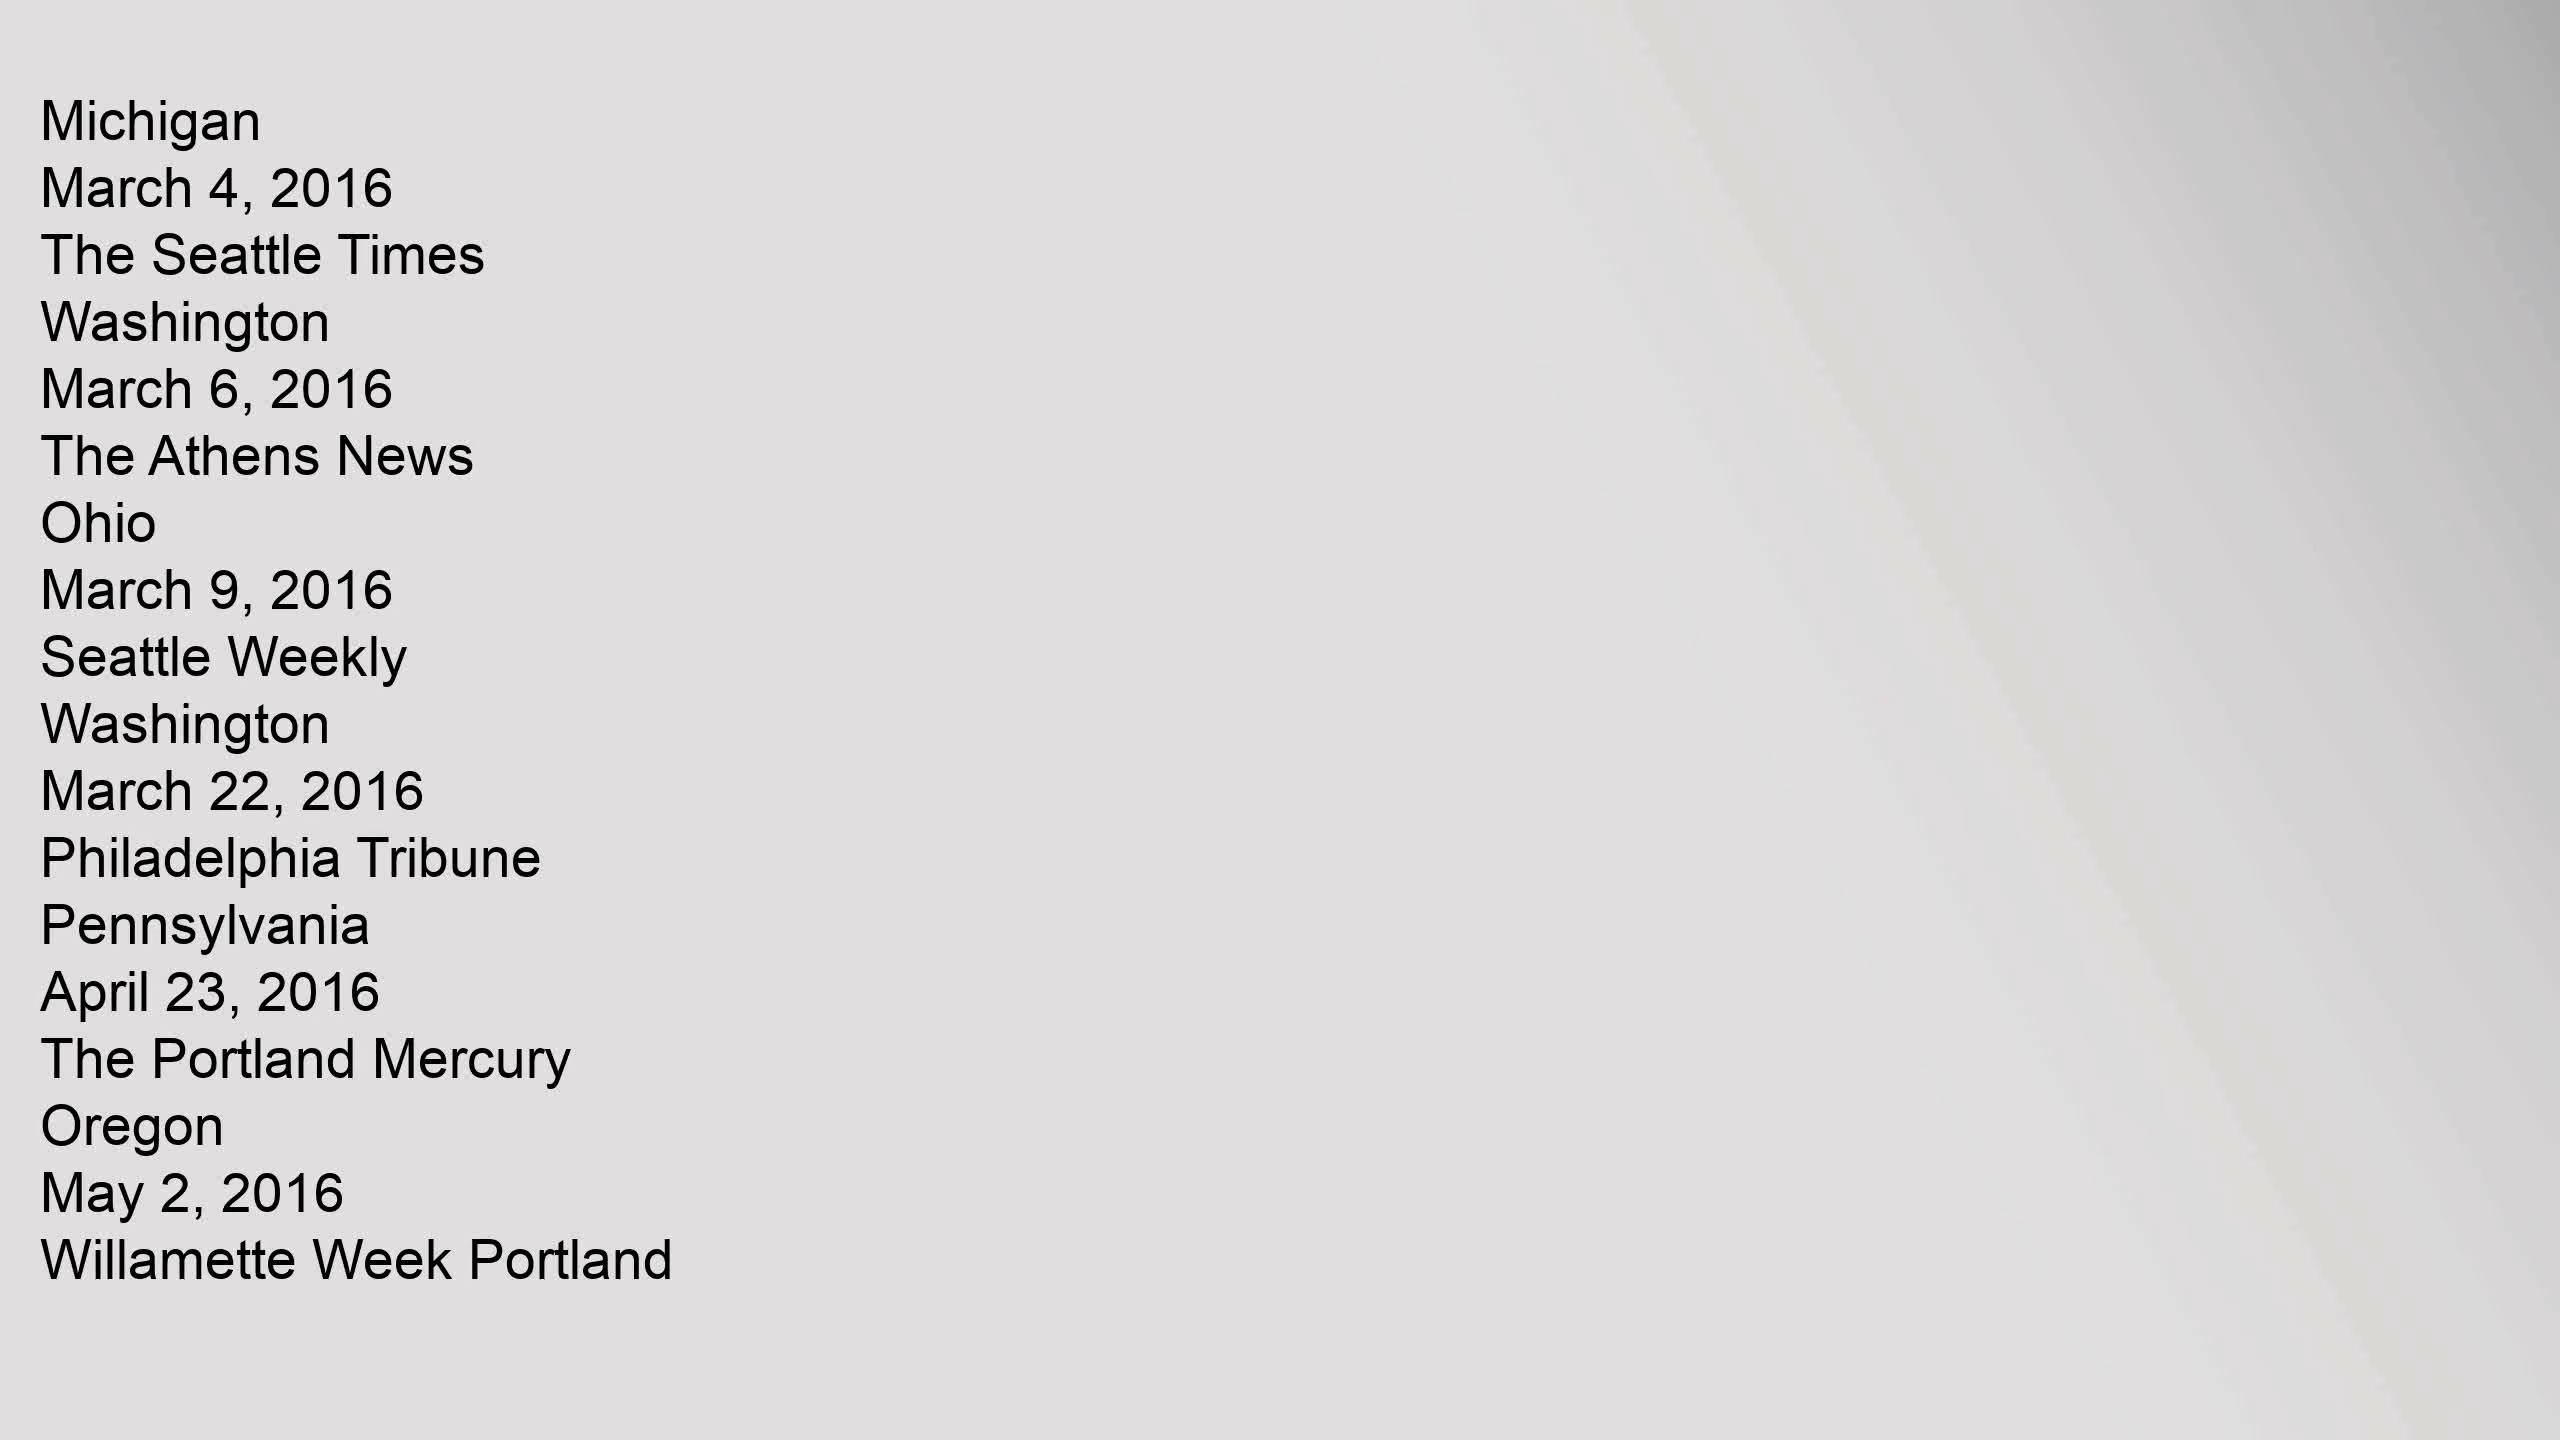 Michigan
March 4, 2016
The Seattle Times
Washington
March 6, 2016
The Athens News
Ohio
March 9, 2016
Seattle Weekly
Washington
March 22, 2016
Philadelphia Tribune
Pennsylvania
April 23, 2016
The Portland Mercury
Oregon
May 2, 2016
Willamette Week Portland